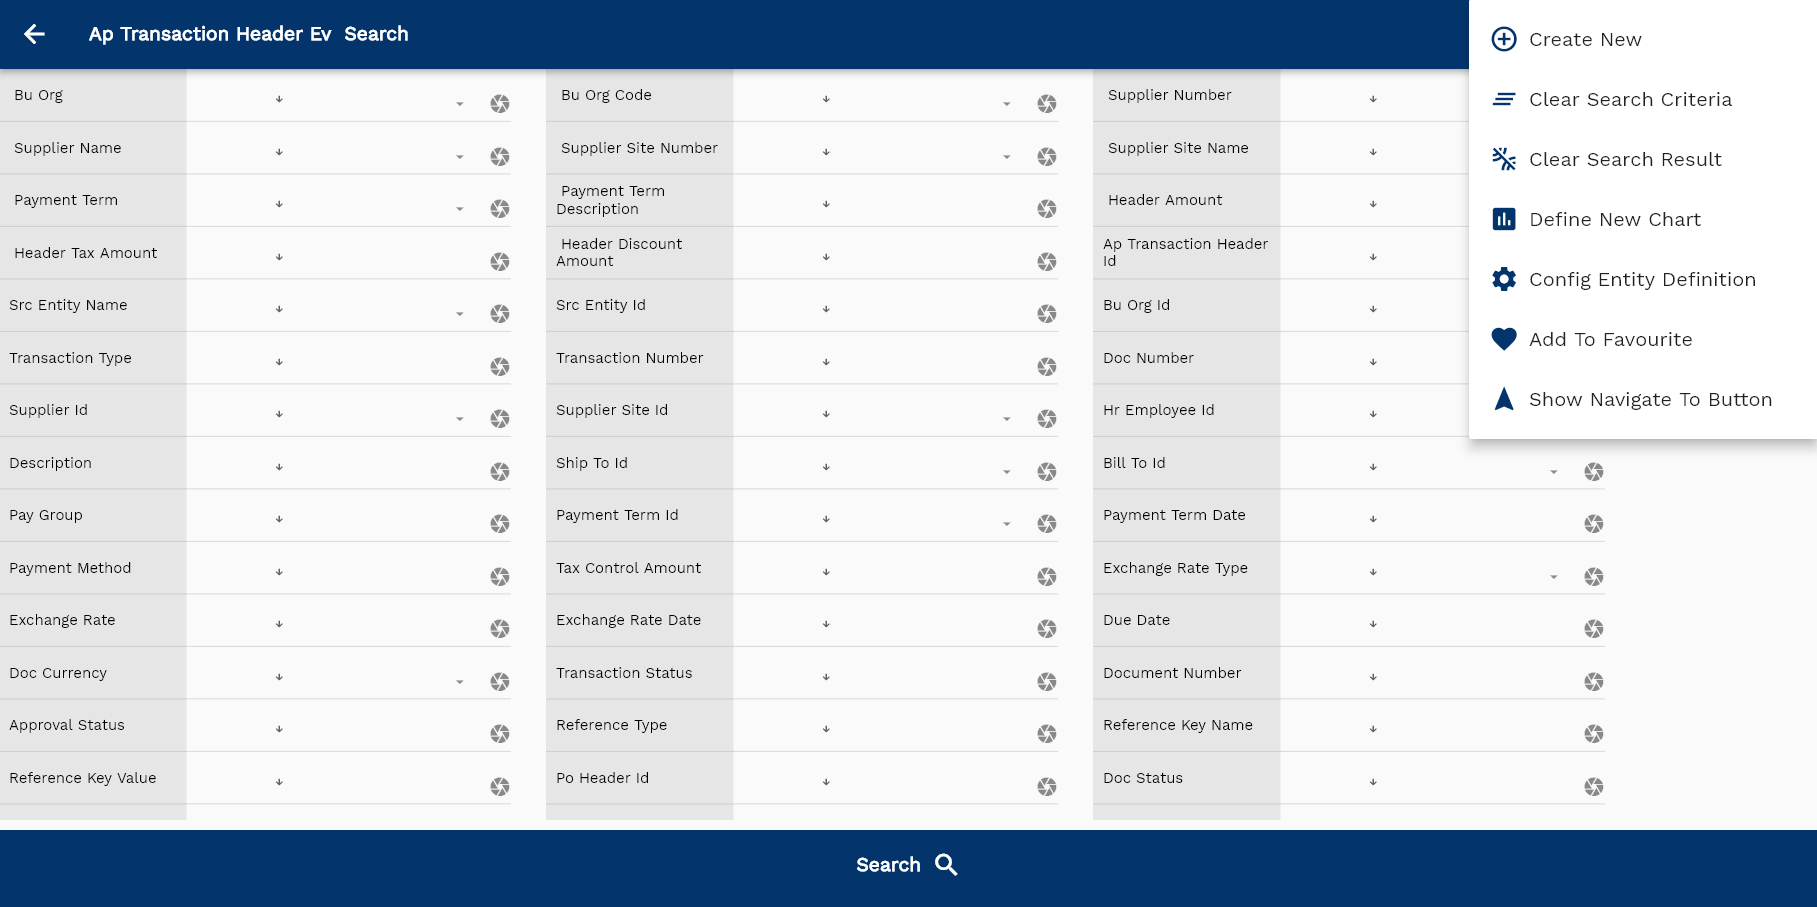 Ap Transaction Header Ev  Search
Create New
Clear Search Criteria
Clear Search Result
Define New Chart
Config Entity Definition
Add To Favourite
Show Navigate To Button
Bu Org
Bu Org Code
Supplier Number
Supplier Name
Supplier Site Number
Supplier Site Name
Payment Term
Payment Term
Description
Header Amount
Header Tax Amount
Header Discount
Amount
Ap Transaction Header
Id
Src Entity Name
Src Entity Id
Bu Org Id
Transaction Type
Transaction Number
Doc Number
Supplier Id
Supplier Site Id
Hr Employee Id
Description
Ship To Id
Bill To Id
Pay Group
Payment Term Id
Payment Term Date
Payment Method
Tax Control Amount
Exchange Rate Type
Exchange Rate
Exchange Rate Date
Due Date
Doc Currency
Transaction Status
Document Number
Approval Status
Reference Type
Reference Key Name
Reference Key Value
Po Header Id
Doc Status
Search